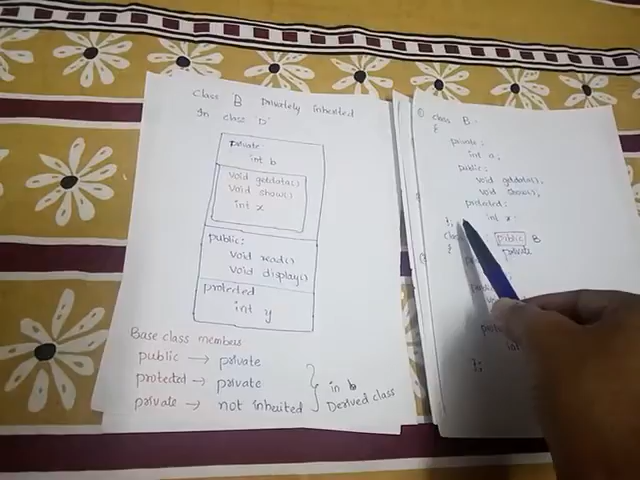 Class 'B' Privately inherited
In class 'D'
private:
int b
void getdata()
void show()
int x
public:
void read()
void display()
protected
int y
Base class members
public → private
protected → private
private → not inherited
in
Derived class
class B
{
private:
int a;
public:
void getdata();
void show();
protected:
int x;
};
public B
{ private
};